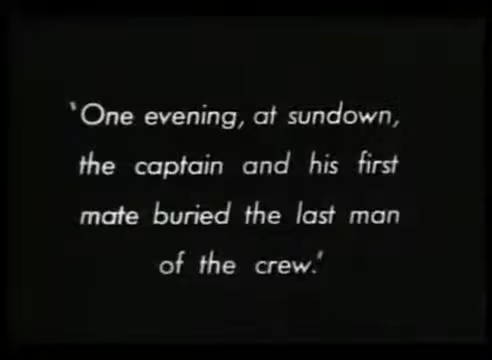 'One evening, at sundown,
the captain and his first
mate buried the last man
of the crew.'